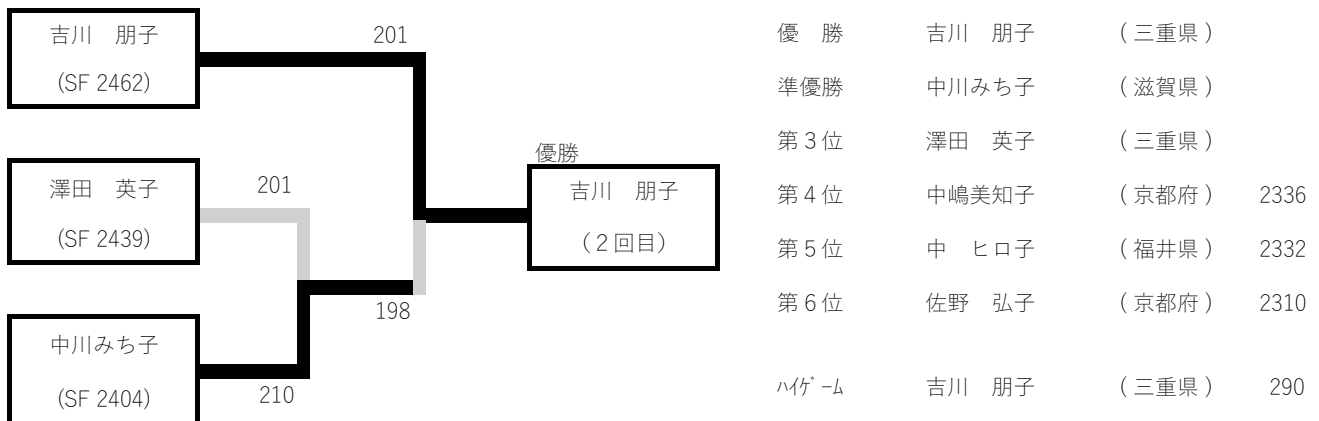 吉川　朋子
(SF 2462)
201
澤田　英子
(SF 2439)
201
中川みち子
(SF 2404)
210
198
優勝
吉川　朋子
（２回目）
優　勝　吉川　朋子　（ 三重県 ）
準優勝　中川みち子　（ 滋賀県 ）
第３位　澤田　英子　（ 三重県 ）
第４位　中嶋美知子　（ 京都府 ）　2336
第５位　中　ヒロ子　（ 福井県 ）　2332
第６位　佐野　弘子　（ 京都府 ）　2310
ﾊｲｹﾞｰﾑ　吉川　朋子　（ 三重県 ）　290